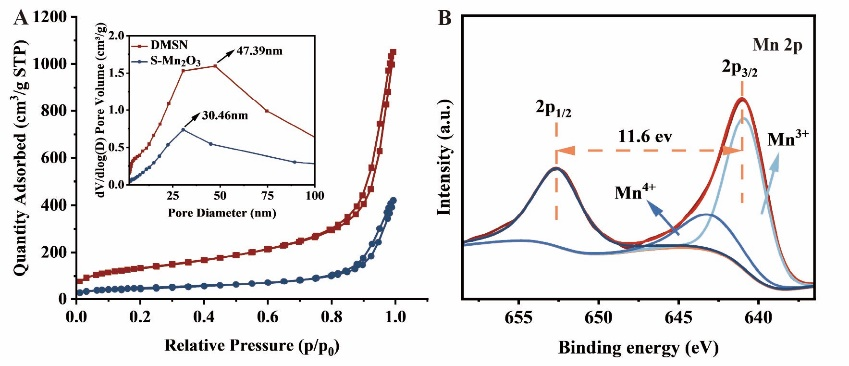 A
Quantity Adsorbed (cm³/g STP)
1200
1000
800
600
400
200
0
0.0 0.2 0.4 0.6 0.8 1.0
Relative Pressure (p/p₀)
dV/dlog(D) Pore Volume (cm³/g)
2.0
1.5
1.0
0.5
0.0
25 50 75 100
Pore Diameter (nm)
DMSN
S-Mn₂O₃
47.39nm
30.46nm
B
Mn 2p
2p₃/₂
2p₁/₂
11.6 ev
Mn³⁺
Mn⁴⁺
Intensity (a.u.)
655 650 645 640
Binding energy (eV)